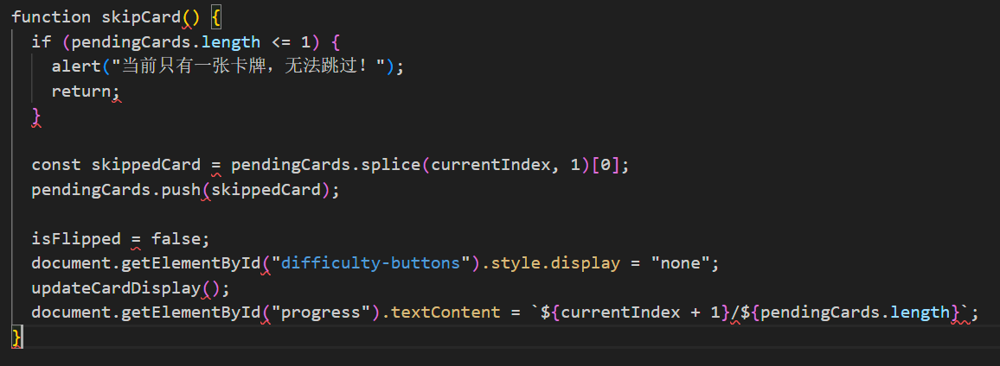 function skipCard() {
if (pendingCards.length <= 1) {
alert("当前只有一张卡牌，无法跳过！");
return;
}
const skippedCard = pendingCards.splice(currentIndex, 1)[0];
pendingCards.push(skippedCard);
isFlipped = false;
document.getElementById("difficulty-buttons").style.display = "none";
updateCardDisplay();
document.getElementById("progress").textContent = `${currentIndex + 1}/${pendingCards.length}`;
}